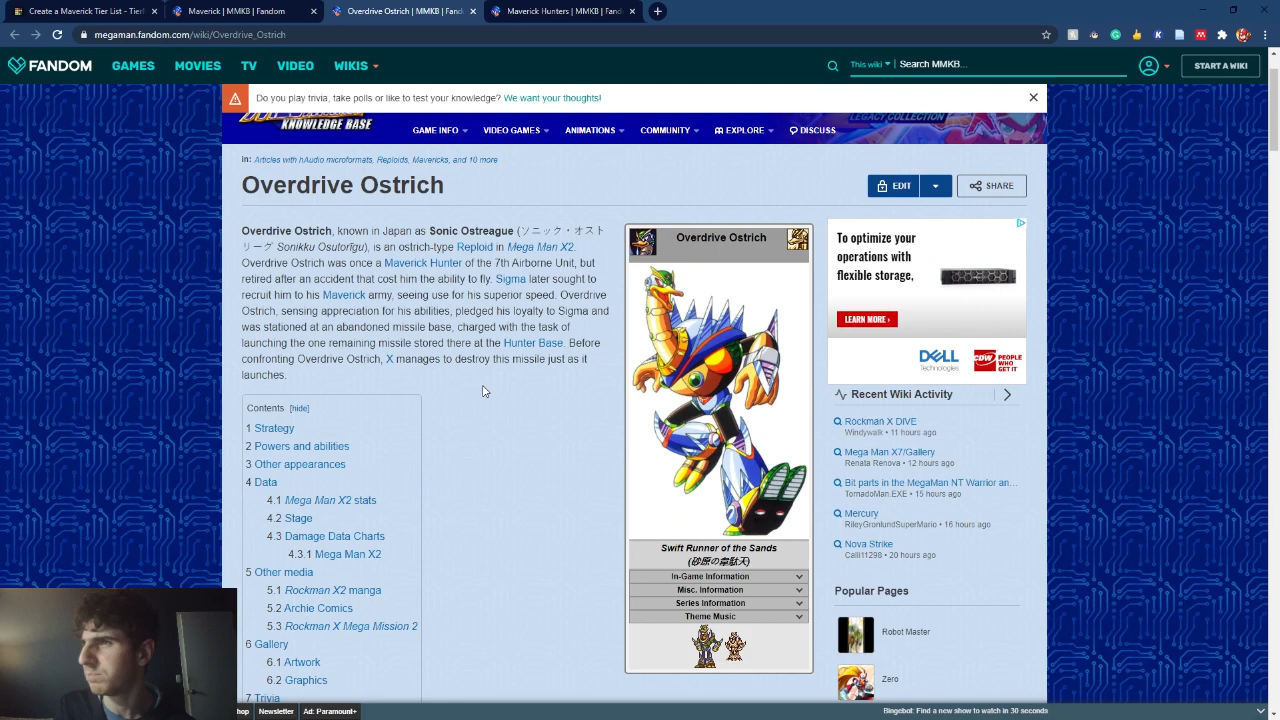 Create a Maverick Tier List - Tierl
Maverick | MMKB | Fandom
Overdrive Ostrich | MMKB | Fand
Maverick Hunter | MMKB | Fando
megaman.fandom.com/wiki/Overdrive_Ostrich
FANDOM GAMES MOVIES TV VIDEO WIKIS
This wiki Search MMKB... START A WIKI
Do you play trivia, take polls or like to test your knowledge? We want your thoughts!
KNOWLEDGE BASE
LEGACY COLLECTION
GAME INFO VIDEO GAMES ANIMATIONS COMMUNITY EXPLORE DISCUSS
in: Articles with hAudio microformats, Reploids, Mavericks, and 10 more
Overdrive Ostrich
EDIT SHARE
Overdrive Ostrich, known in Japan as Sonic Ostreague (ソニック・オスト
リーグ Sonikku Osutorīgu), is an ostrich-type Reploid in Mega Man X2.
Overdrive Ostrich was once a Maverick Hunter of the 7th Airborne Unit, but
retired after an accident that cost him the ability to fly. Sigma later sought to
recruit him to his Maverick army, seeing use for his superior speed. Overdrive
Ostrich, sensing appreciation for his abilities, pledged his loyalty to Sigma and
was stationed at an abandoned missile base, charged with the task of
launching the one remaining missile stored there at the Hunter Base. Before
confronting Overdrive Ostrich, X manages to destroy this missile just as it
launches.
Contents [hide]
1 Strategy
2 Powers and abilities
3 Other appearances
4 Data
4.1 Mega Man X2 stats
4.2 Stage
4.3 Damage Data Charts
4.3.1 Mega Man X2
5 Other media
5.1 Rockman X2 manga
5.2 Archie Comics
5.3 Rockman X Mega Mission 2
6 Gallery
6.1 Artwork
6.2 Graphics
7 Trivia
Overdrive Ostrich
Swift Runner of the Sands
(砂原の韋駄天)
In-Game Information
Misc. Information
Series Information
Theme Music
To optimize your
operations with
flexible storage,
LEARN MORE ›
DELL
Technologies
CDW PEOPLE
WHO
GET IT
Recent Wiki Activity
Rockman X DiVE
Windywalk • 11 hours ago
Mega Man X7/Gallery
Renata Renova • 12 hours ago
Bit parts in the MegaMan NT Warrior an...
TornadoMan.EXE • 15 hours ago
Mercury
RileyGronlundSuperMario • 16 hours ago
Nova Strike
Calli11298 • 20 hours ago
Popular Pages
Robot Master
Zero
hop Newsletter Ad: Paramount+
Bingebot: Find a new show to watch in 30 seconds